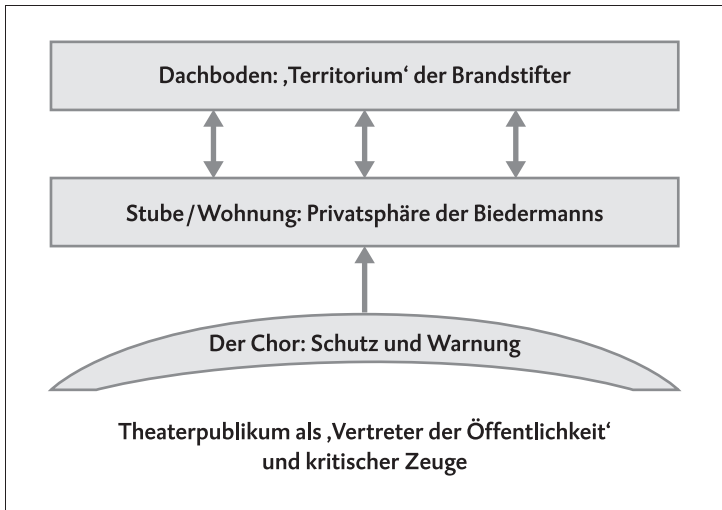 Dachboden: ‚Territorium‘ der Brandstifter
Stube/Wohnung: Privatsphäre der Biedermanns
Der Chor: Schutz und Warnung
Theaterpublikum als ‚Vertreter der Öffentlichkeit‘
und kritischer Zeuge